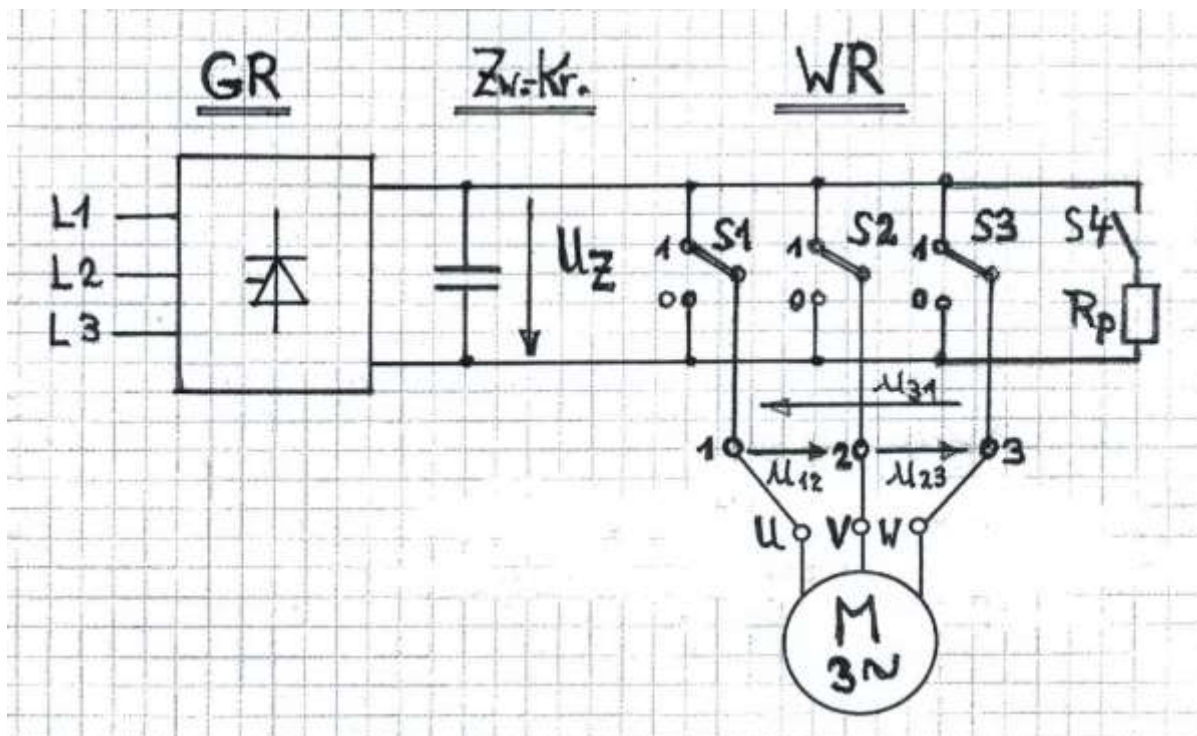 GR Zw.-Kr. WR
L1
L2
L3
Uz
1 S1
0
1 S2
0
1 S3
0
S4
Rp
u31
1 2 3
u12 u23
U V W
M
3~